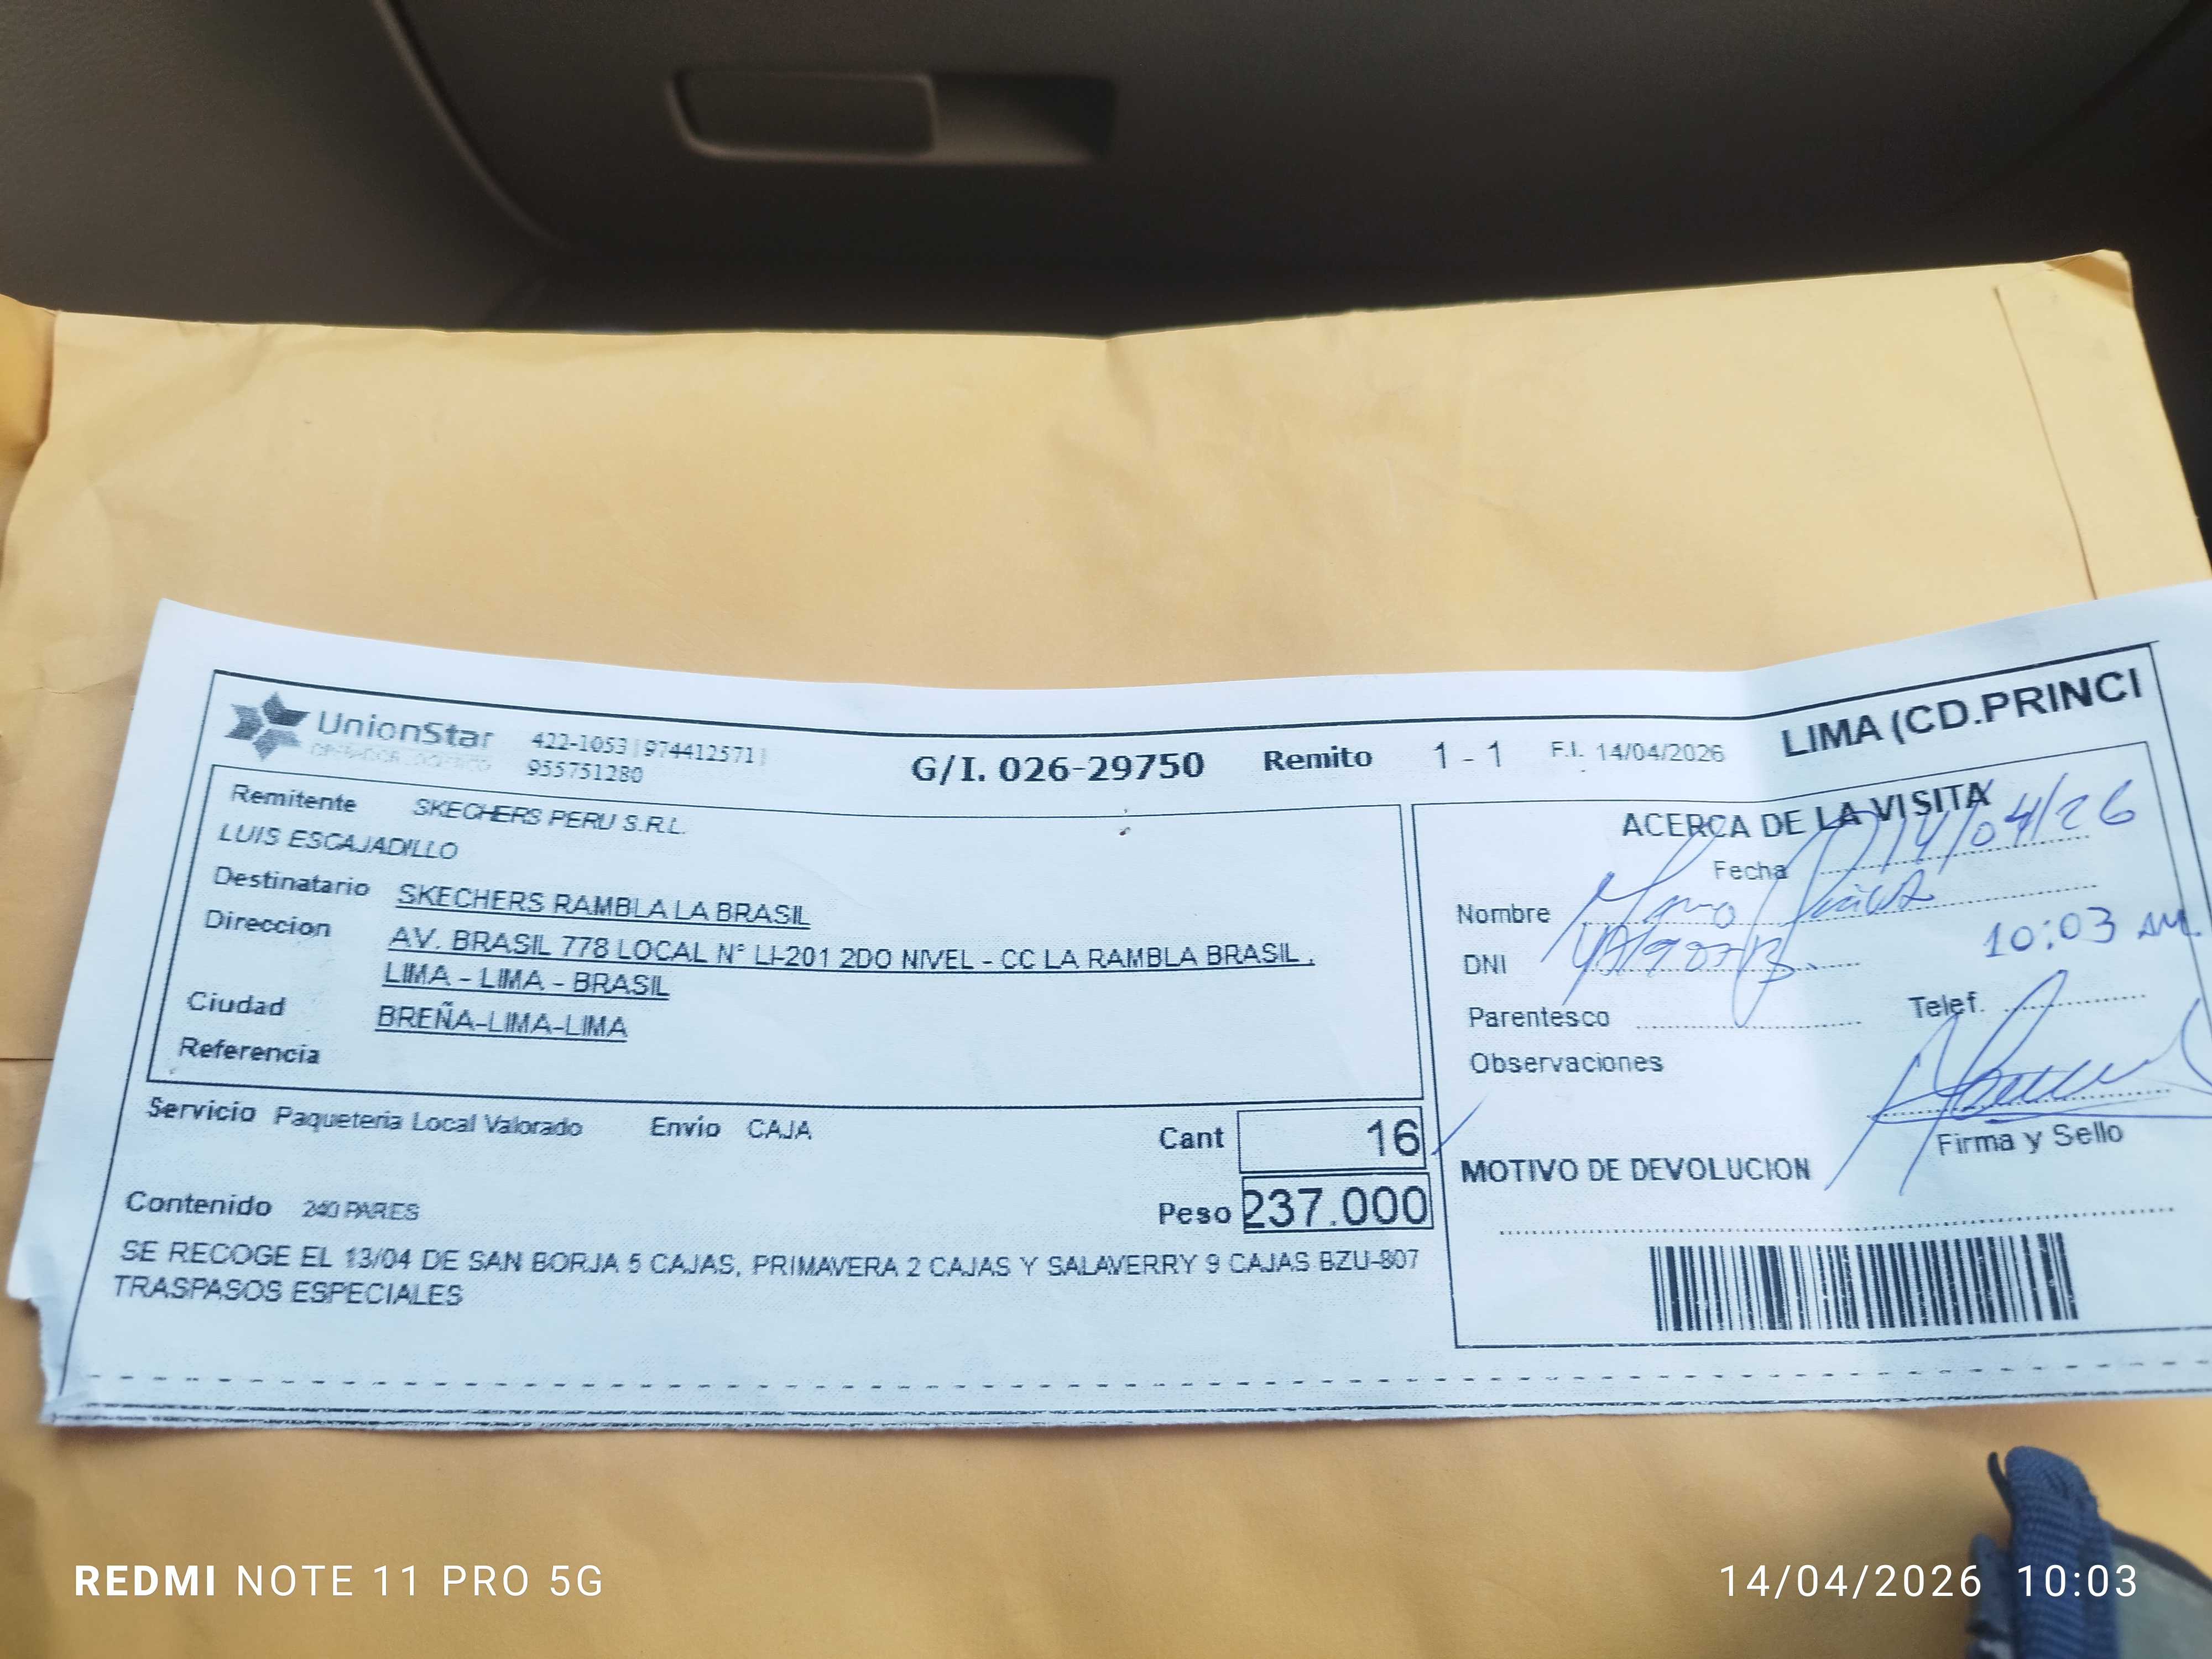 UnionStar 422-1053|974412571|
OPERADOR LOGISTICO 955751280
G/I. 026-29750 Remito 1 - 1 F.I. 14/04/2026 LIMA (CD.PRINCI
Remitente SKECHERS PERU S.R.L.
LUIS ESCAJADILLO
Destinatario SKECHERS RAMBLA LA BRASIL
Direccion AV. BRASIL 778 LOCAL N° LI-201 2DO NIVEL - CC LA RAMBLA BRASIL ,
LIMA - LIMA - BRASIL
Ciudad BREÑA-LIMA-LIMA
Referencia
Servicio Paqueteria Local Valorado Envio CAJA Cant 16
Contenido 240 PARES Peso 237.000
SE RECOGE EL 13/04 DE SAN BORJA 5 CAJAS, PRIMAVERA 2 CAJAS Y SALAVERRY 9 CAJAS BZU-807
TRASPASOS ESPECIALES
ACERCA DE LA VISITA
Fecha 14/04/26
Nombre
DNI 10:03 AM.
Parentesco Telef.
Observaciones
Firma y Sello
MOTIVO DE DEVOLUCION
REDMI NOTE 11 PRO 5G 14/04/2026 10:03